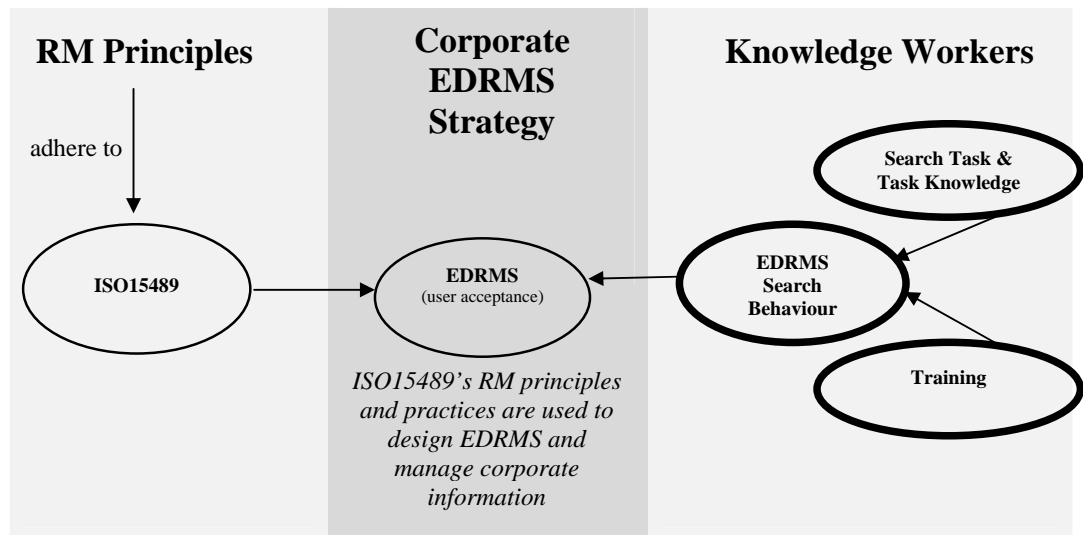 RM Principles
adhere to
ISO15489
Corporate
EDRMS
Strategy
EDRMS
(user acceptance)
ISO15489's RM principles
and practices are used to
design EDRMS and
manage corporate
information
Knowledge Workers
Search Task &
Task Knowledge
EDRMS
Search
Behaviour
Training